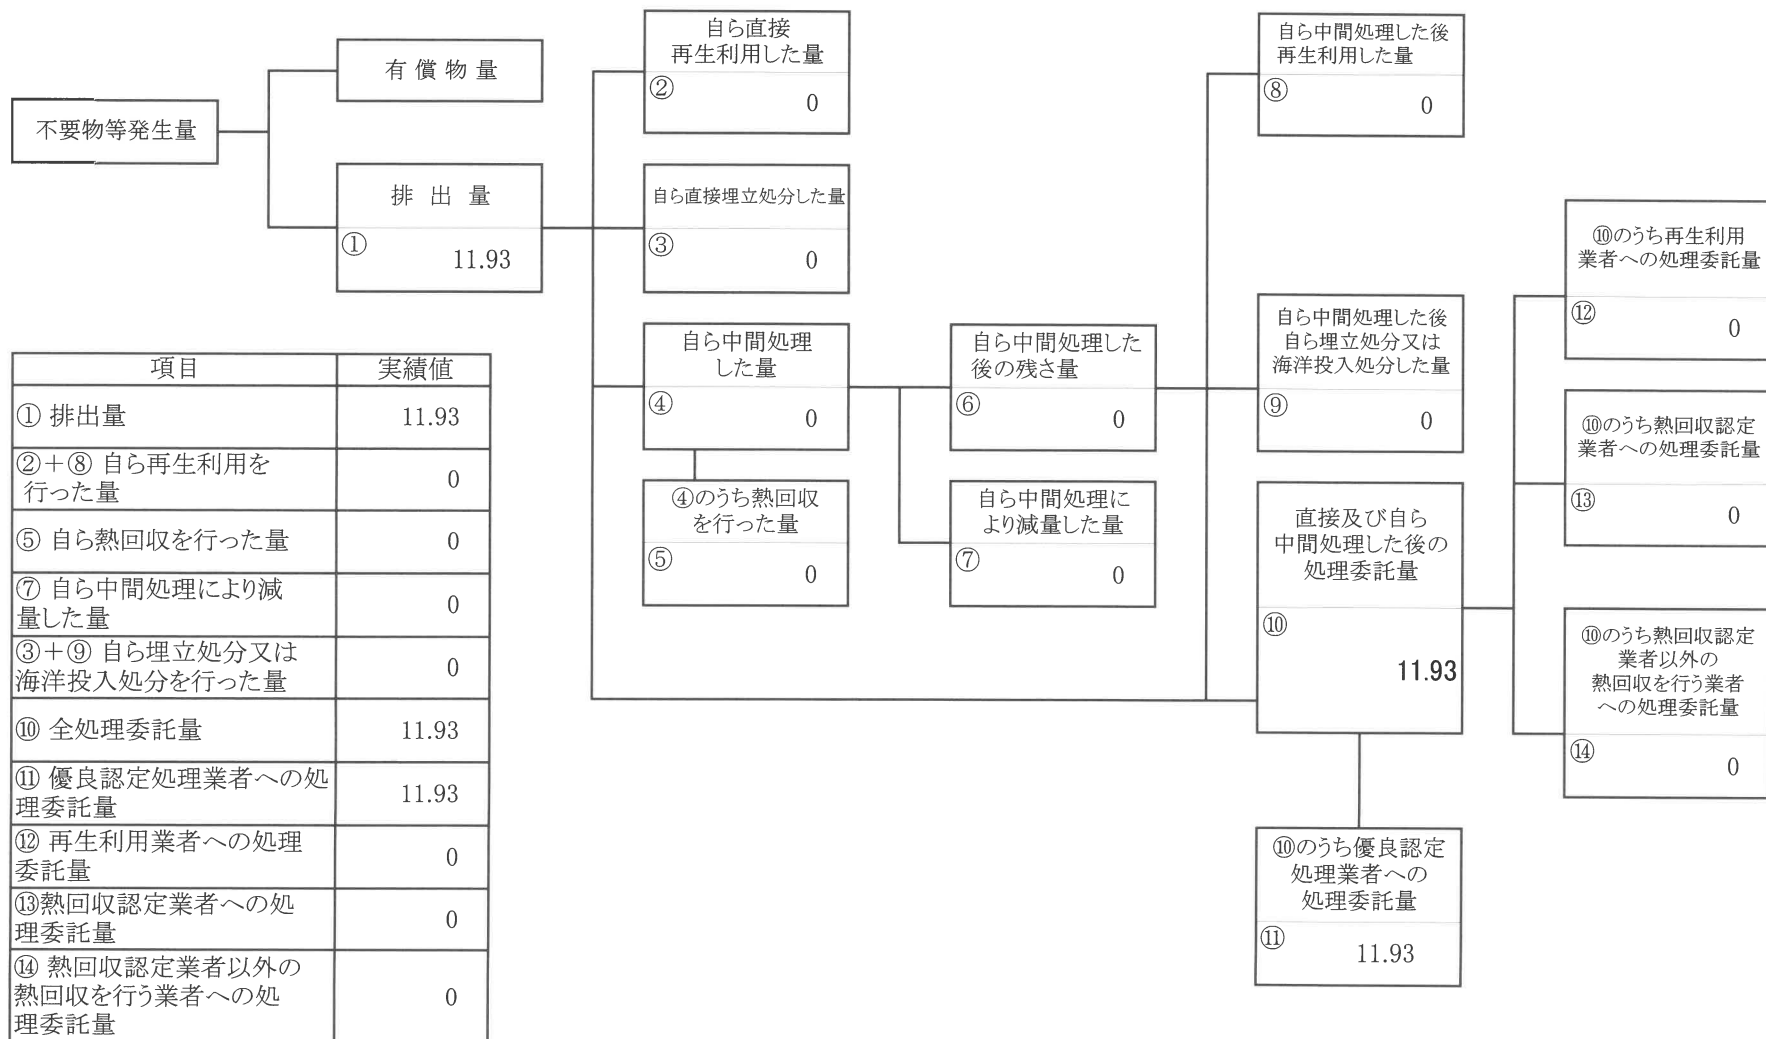 不要物等発生量
有 償 物 量
排 出 量
①
11.93
自ら直接
再生利用した量
②
0
自ら直接埋立処分した量
③
0
自ら中間処理
した量
④
0
④のうち熱回収
を行った量
⑤
0
自ら中間処理した
後の残さ量
⑥
0
自ら中間処理に
より減量した量
⑦
0
自ら中間処理した後
再生利用した量
⑧
0
自ら中間処理した後
自ら埋立処分又は
海洋投入処分した量
⑨
0
直接及び自ら
中間処理した後の
処理委託量
⑩
11.93
⑩のうち優良認定
処理業者への
処理委託量
⑪
11.93
⑩のうち再生利用
業者への処理委託量
⑫
0
⑩のうち熱回収認定
業者への処理委託量
⑬
0
⑩のうち熱回収認定
業者以外の
熱回収を行う業者
への処理委託量
⑭
0
項目 実績値
① 排出量 11.93
②＋⑧ 自ら再生利用を
行った量 0
⑤ 自ら熱回収を行った量 0
⑦ 自ら中間処理により減
量した量 0
③＋⑨ 自ら埋立処分又は
海洋投入処分を行った量 0
⑩ 全処理委託量 11.93
⑪ 優良認定処理業者への処
理委託量 11.93
⑫ 再生利用業者への処理
委託量 0
⑬熱回収認定業者への処
理委託量 0
⑭ 熱回収認定業者以外の
熱回収を行う業者への処
理委託量 0